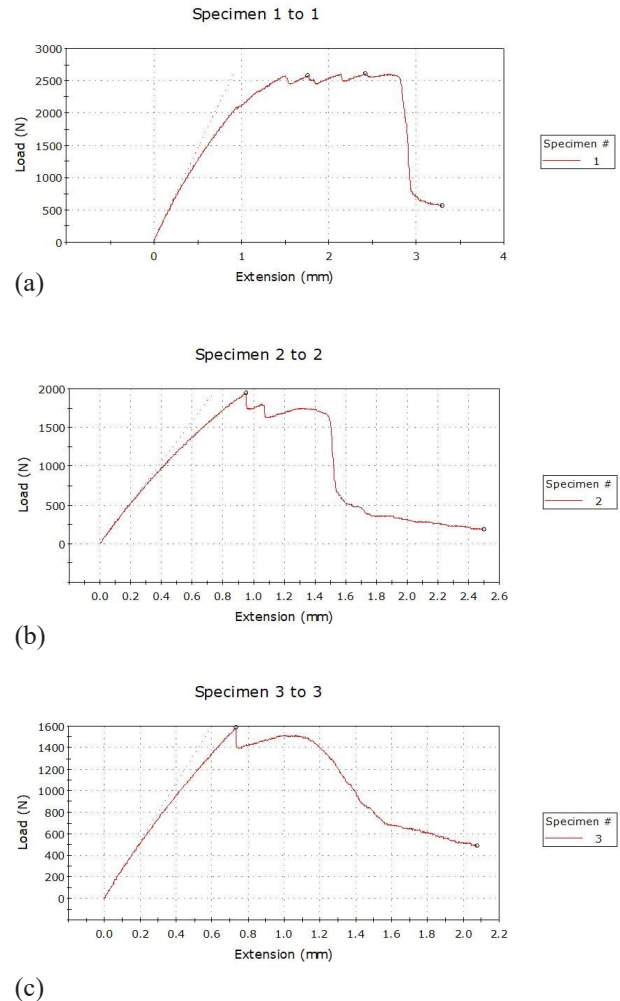 Specimen 1 to 1
3000
2500
2000
1500
1000
500
0
Load (N)
0 1 2 3 4
Extension (mm)
Specimen #
1
(a)
Specimen 2 to 2
2000
1500
1000
500
0
Load (N)
0.0 0.2 0.4 0.6 0.8 1.0 1.2 1.4 1.6 1.8 2.0 2.2 2.4 2.6
Extension (mm)
Specimen #
2
(b)
Specimen 3 to 3
1600
1400
1200
1000
800
600
400
200
0
Load (N)
0.0 0.2 0.4 0.6 0.8 1.0 1.2 1.4 1.6 1.8 2.0 2.2
Extension (mm)
Specimen #
3
(c)